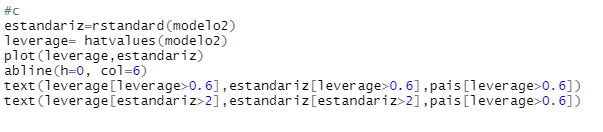 #c
estandariz=rstandard(modelo2)
leverage= hatvalues(modelo2)
plot(leverage,estandariz)
abline(h=0, col=6)
text(leverage[leverage>0.6],estandariz[leverage>0.6],pais[leverage>0.6])
text(leverage[estandariz>2],estandariz[estandariz>2],pais[leverage>0.6])